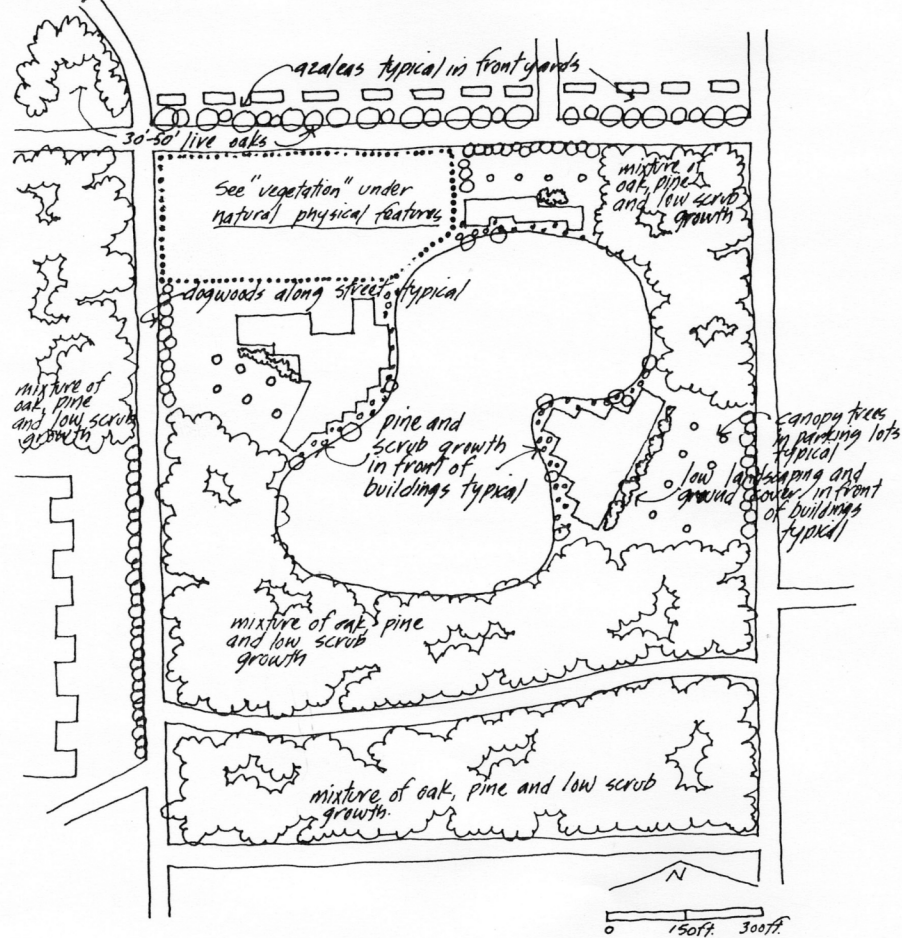 azaleas typical in front yards
30'-50' live oaks
See "vegetation" under
natural physical features
mixture of
oak, pine
and low scrub
growth
dogwoods along street typical
mixture of
oak, pine
and low scrub
growth
pine and
scrub growth
in front of
buildings typical
canopy trees
in parking lots
typical
low landscaping and
ground cover in front
of buildings
typical
mixture of oak, pine
and low scrub
growth
mixture of oak, pine and low scrub
growth.
N
0 150ft. 300ft.